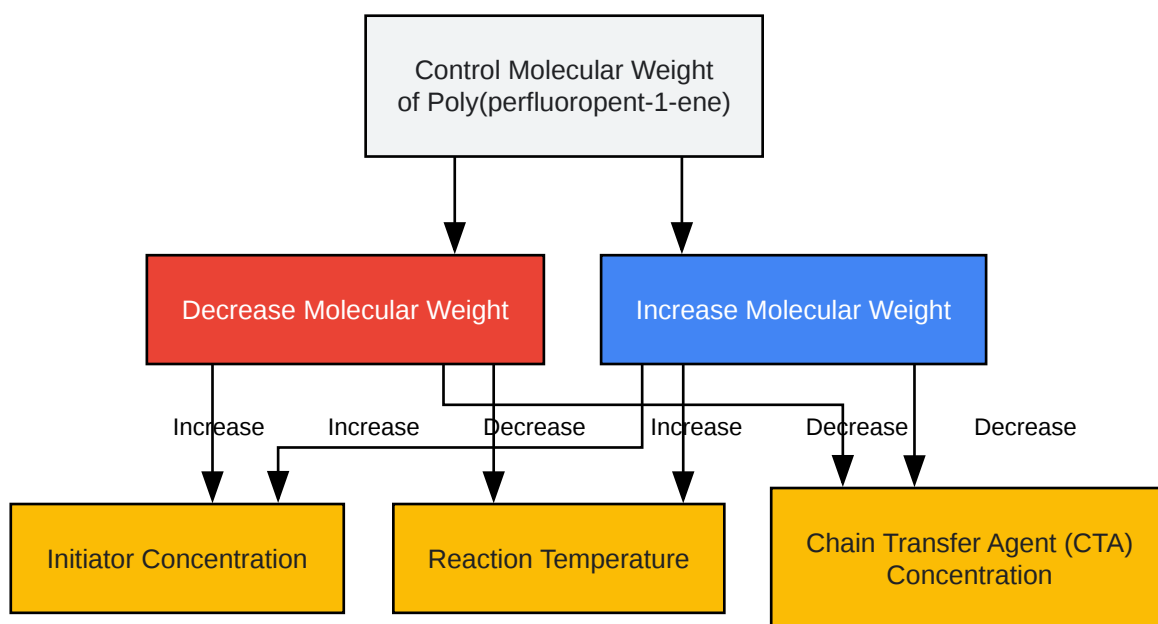 Control Molecular Weight
of Poly(perfluoropent-1-ene)
Decrease Molecular Weight
Increase Molecular Weight
Increase
Increase
Decrease
Increase
Decrease
Decrease
Initiator Concentration
Reaction Temperature
Chain Transfer Agent (CTA)
Concentration